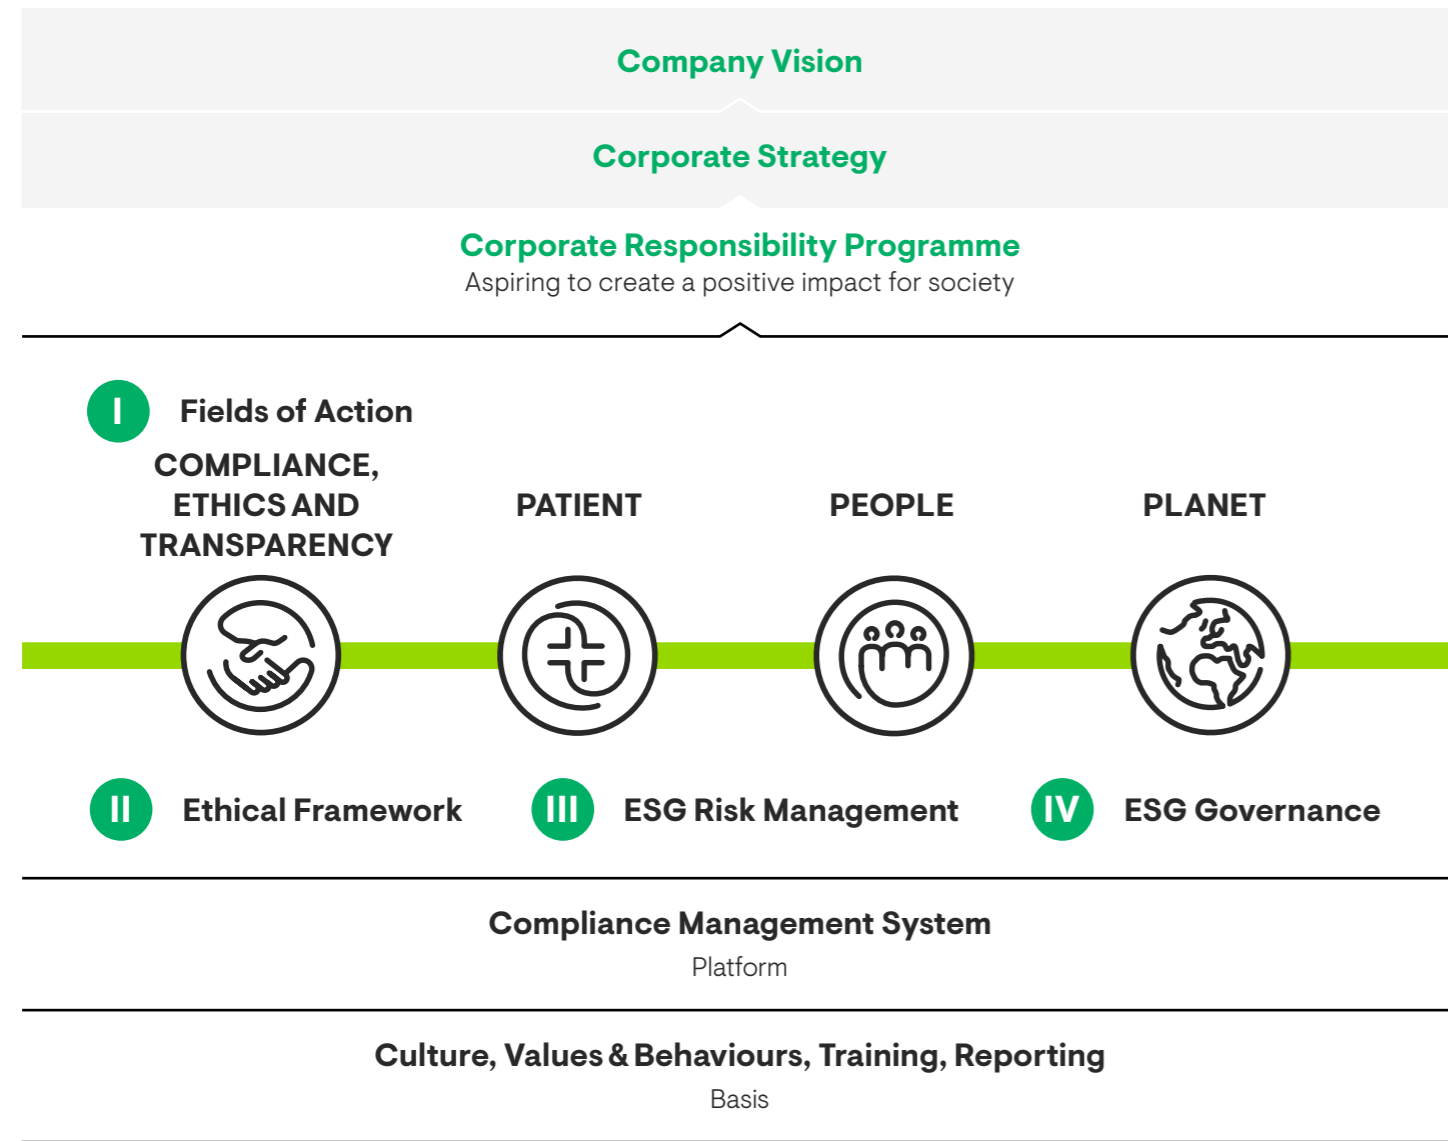 Company Vision
Corporate Strategy
Corporate Responsibility Programme
Aspiring to create a positive impact for society
I Fields of Action
COMPLIANCE,
ETHICS AND
TRANSPARENCY
PATIENT
PEOPLE
PLANET
II Ethical Framework
III ESG Risk Management
IV ESG Governance
Compliance Management System
Platform
Culture, Values & Behaviours, Training, Reporting
Basis